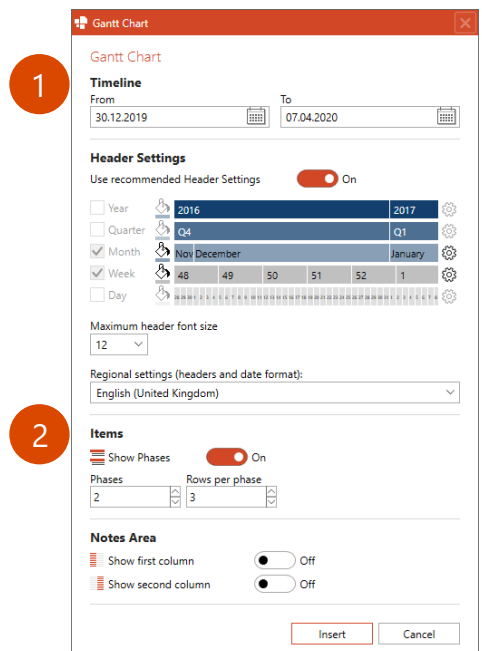 Gantt Chart
Gantt Chart
1
Timeline
From To
30.12.2019 07.04.2020
Header Settings
Use recommended Header Settings On
Year 2016 2017
Quarter Q4 Q1
Month Nov December January
Week 48 49 50 51 52 1
Day
Maximum header font size
12
Regional settings (headers and date format):
English (United Kingdom)
2
Items
Show Phases On
Phases Rows per phase
2 3
Notes Area
Show first column Off
Show second column Off
Insert Cancel